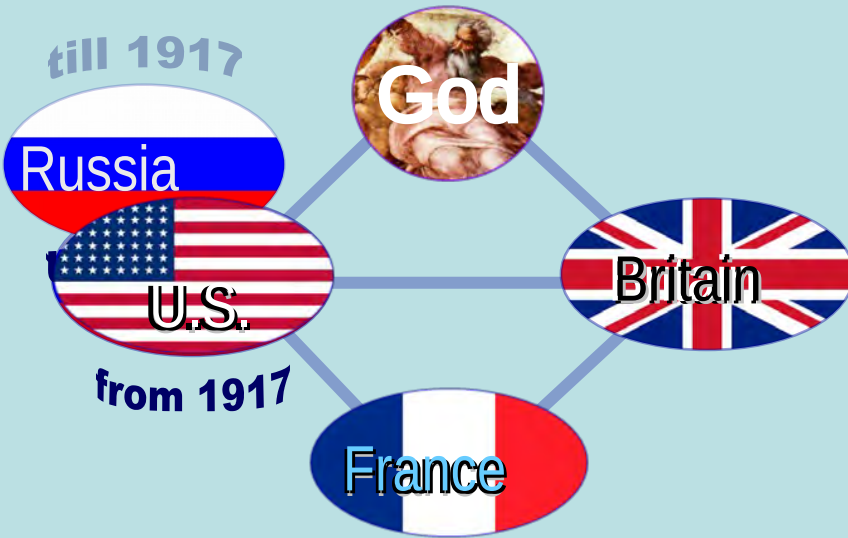 till 1917
God
Russia
U.S.
Britain
from 1917
France